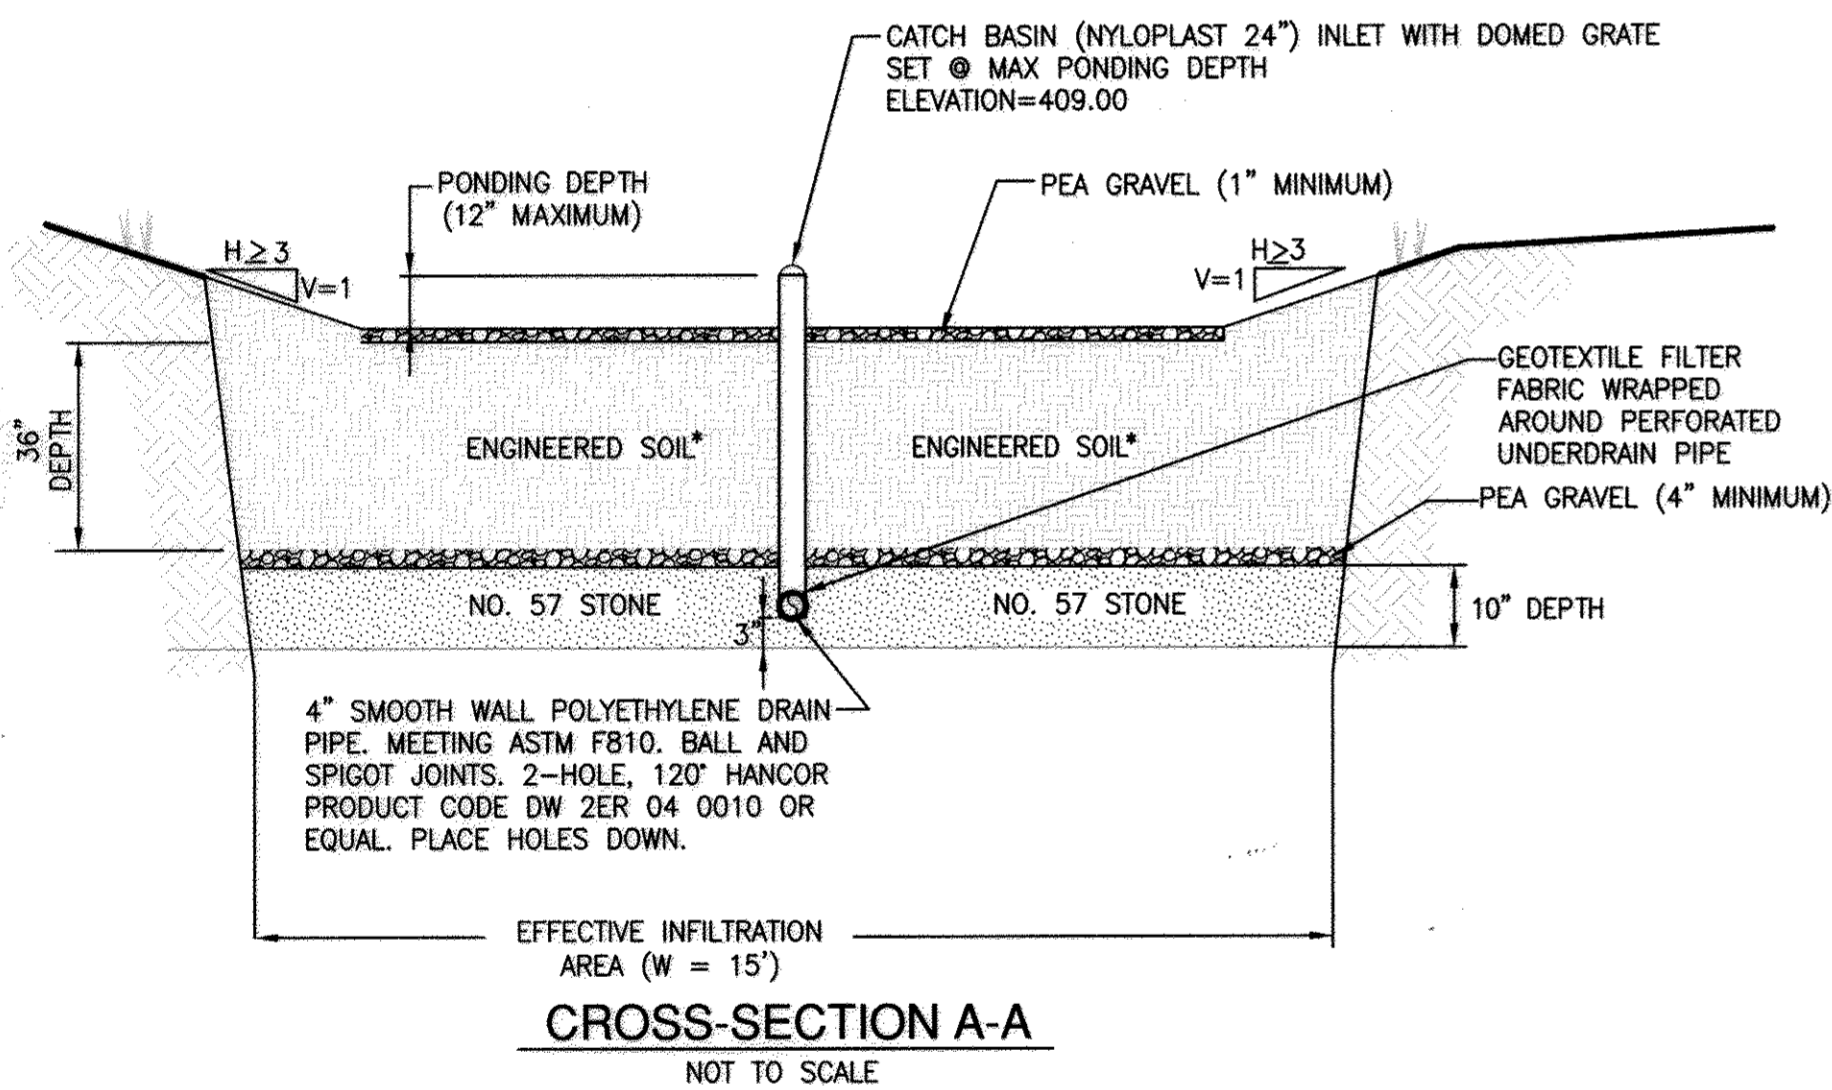 CATCH BASIN (NYLOPLAST 24") INLET WITH DOMED GRATE
SET @ MAX PONDING DEPTH
ELEVATION=409.00
PONDING DEPTH
(12" MAXIMUM)
PEA GRAVEL (1" MINIMUM)
H≥3
V=1
H≥3
V=1
GEOTEXTILE FILTER
FABRIC WRAPPED
AROUND PERFORATED
UNDERDRAIN PIPE
36"
DEPTH
ENGINEERED SOIL*
ENGINEERED SOIL*
PEA GRAVEL (4" MINIMUM)
NO. 57 STONE
NO. 57 STONE
3"
10" DEPTH
4" SMOOTH WALL POLYETHYLENE DRAIN
PIPE. MEETING ASTM F810. BALL AND
SPIGOT JOINTS. 2-HOLE, 120° HANCOR
PRODUCT CODE DW 2ER 04 0010 OR
EQUAL. PLACE HOLES DOWN.
EFFECTIVE INFILTRATION
AREA (W = 15')
CROSS-SECTION A-A
NOT TO SCALE